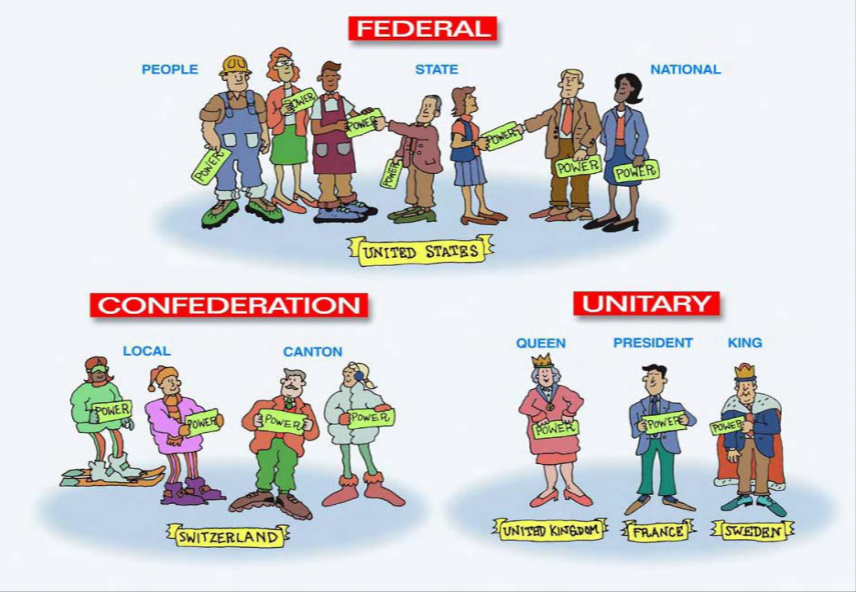 FEDERAL
PEOPLE
STATE
NATIONAL
POWER
POWER
POWER
POWER
POWER
POWER
POWER
UNITED STATES
CONFEDERATION
UNITARY
LOCAL
CANTON
QUEEN
PRESIDENT
KING
POWER
POWER
POWER
POWER
POWER
POWER
POWER
SWITZERLAND
UNITED KINGDOM
FRANCE
SWEDEN